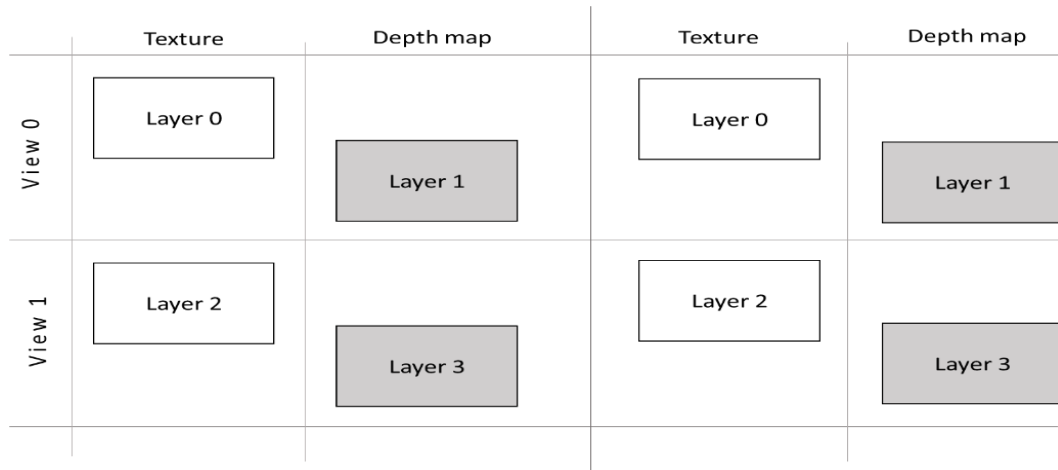 Texture Depth map Texture Depth map
View 0
Layer 0 Layer 0
Layer 1 Layer 1
View 1
Layer 2 Layer 2
Layer 3 Layer 3